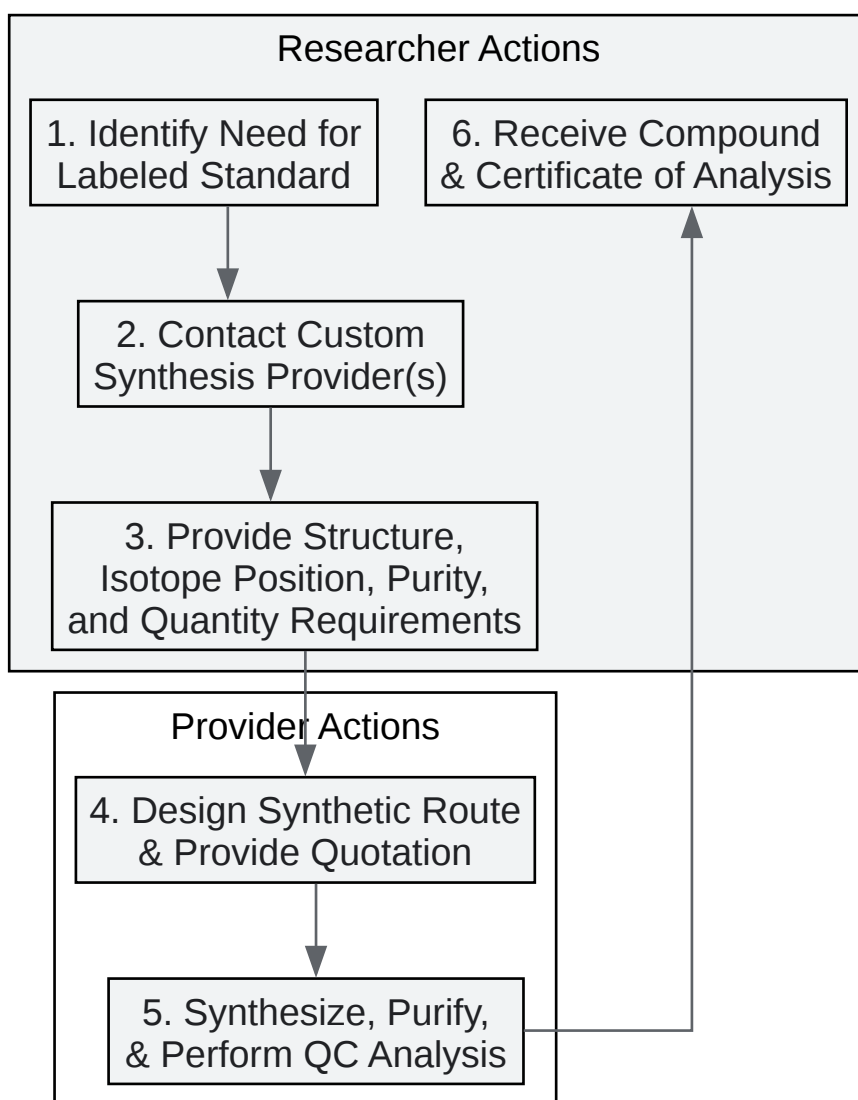 Researcher Actions
1. Identify Need for
Labeled Standard
6. Receive Compound
& Certificate of Analysis
2. Contact Custom
Synthesis Provider(s)
3. Provide Structure,
Isotope Position, Purity,
and Quantity Requirements
Provider Actions
4. Design Synthetic Route
& Provide Quotation
5. Synthesize, Purify,
& Perform QC Analysis